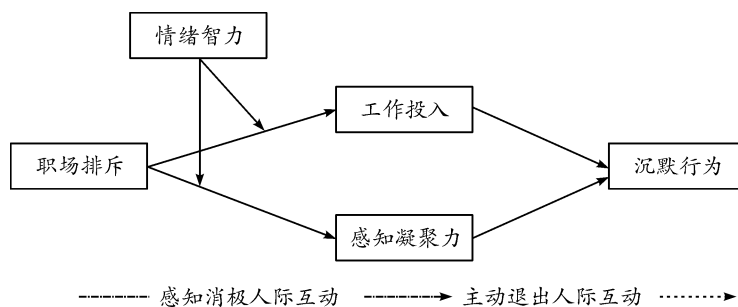 情绪智力
工作投入
职场排斥
沉默行为
感知凝聚力
感知消极人际互动
主动退出人际互动